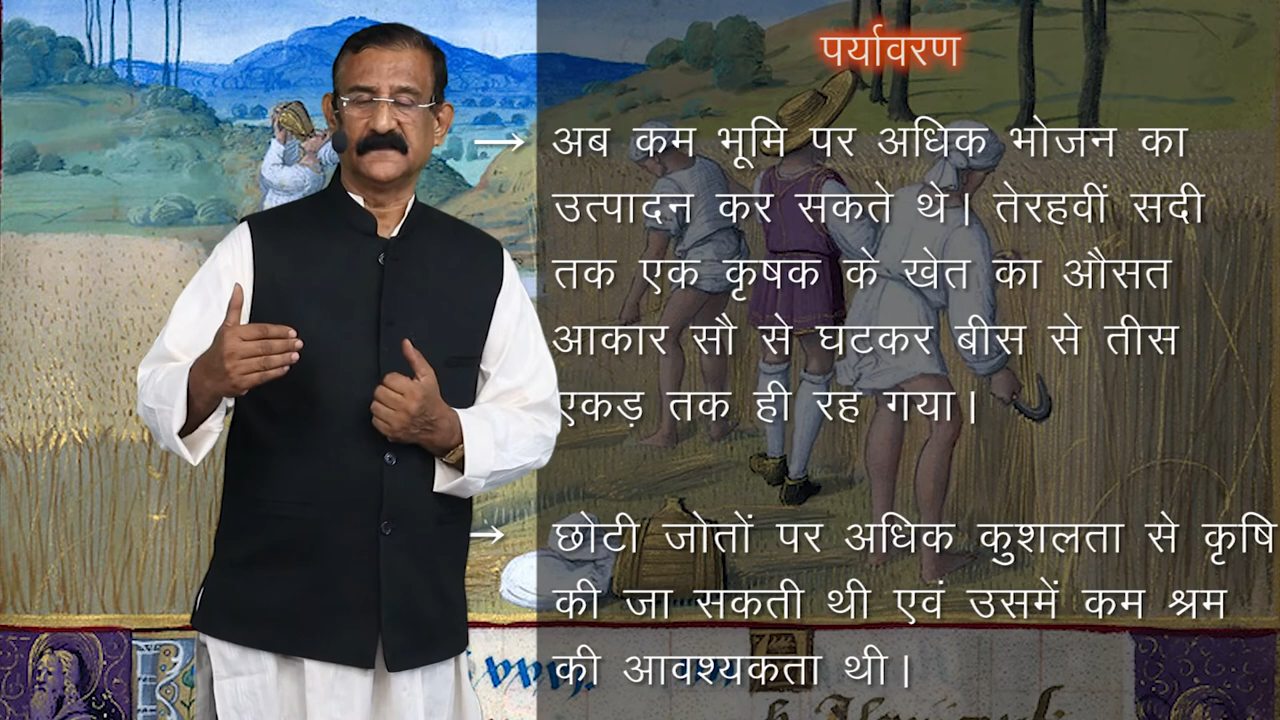 पर्यावरण
→ अब कम भूमि पर अधिक भोजन का
उत्पादन कर सकते थे। तेरहवीं सदी
तक एक कृषक के खेत का औसत
आकार सौ से घटकर बीस से तीस
एकड़ तक ही रह गया।
→ छोटी जोतों पर अधिक कुशलता से कृषि
की जा सकती थी एवं उसमें कम श्रम
की आवश्यकता थी।